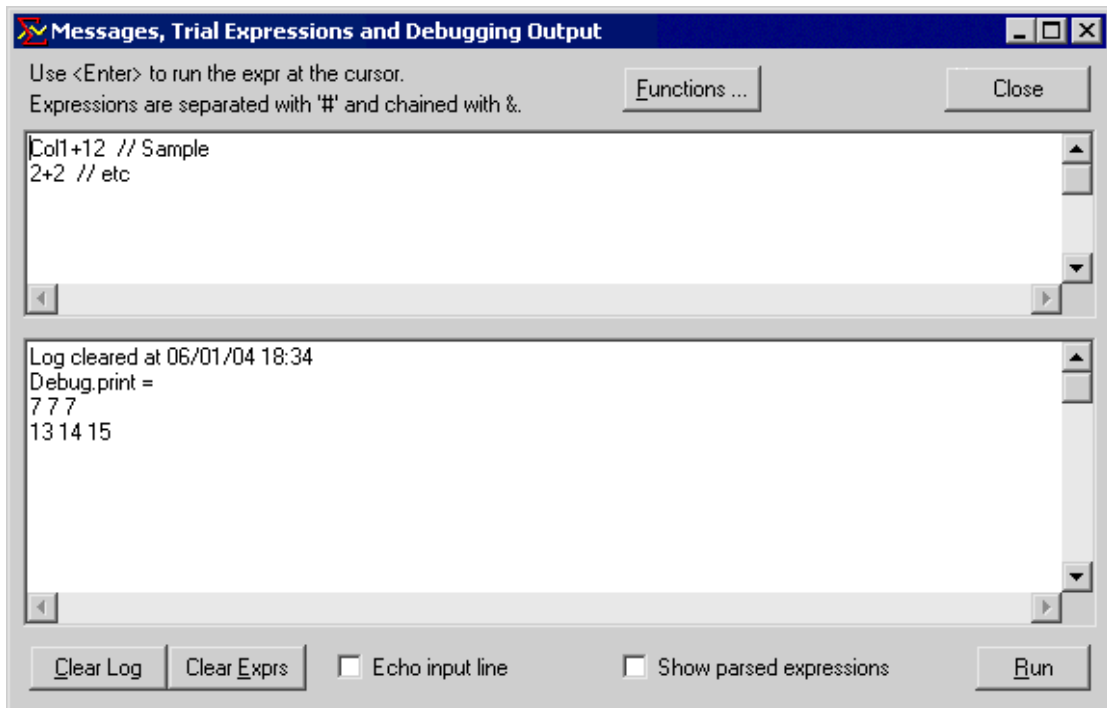 Messages, Trial Expressions and Debugging Output
Use <Enter> to run the expr at the cursor.
Expressions are separated with '#' and chained with &.
Functions ...
Close
Col1+12 // Sample
2+2 // etc
Log cleared at 06/01/04 18:34
Debug.print =
7 7 7
13 14 15
Clear Log
Clear Exprs
Echo input line
Show parsed expressions
Run